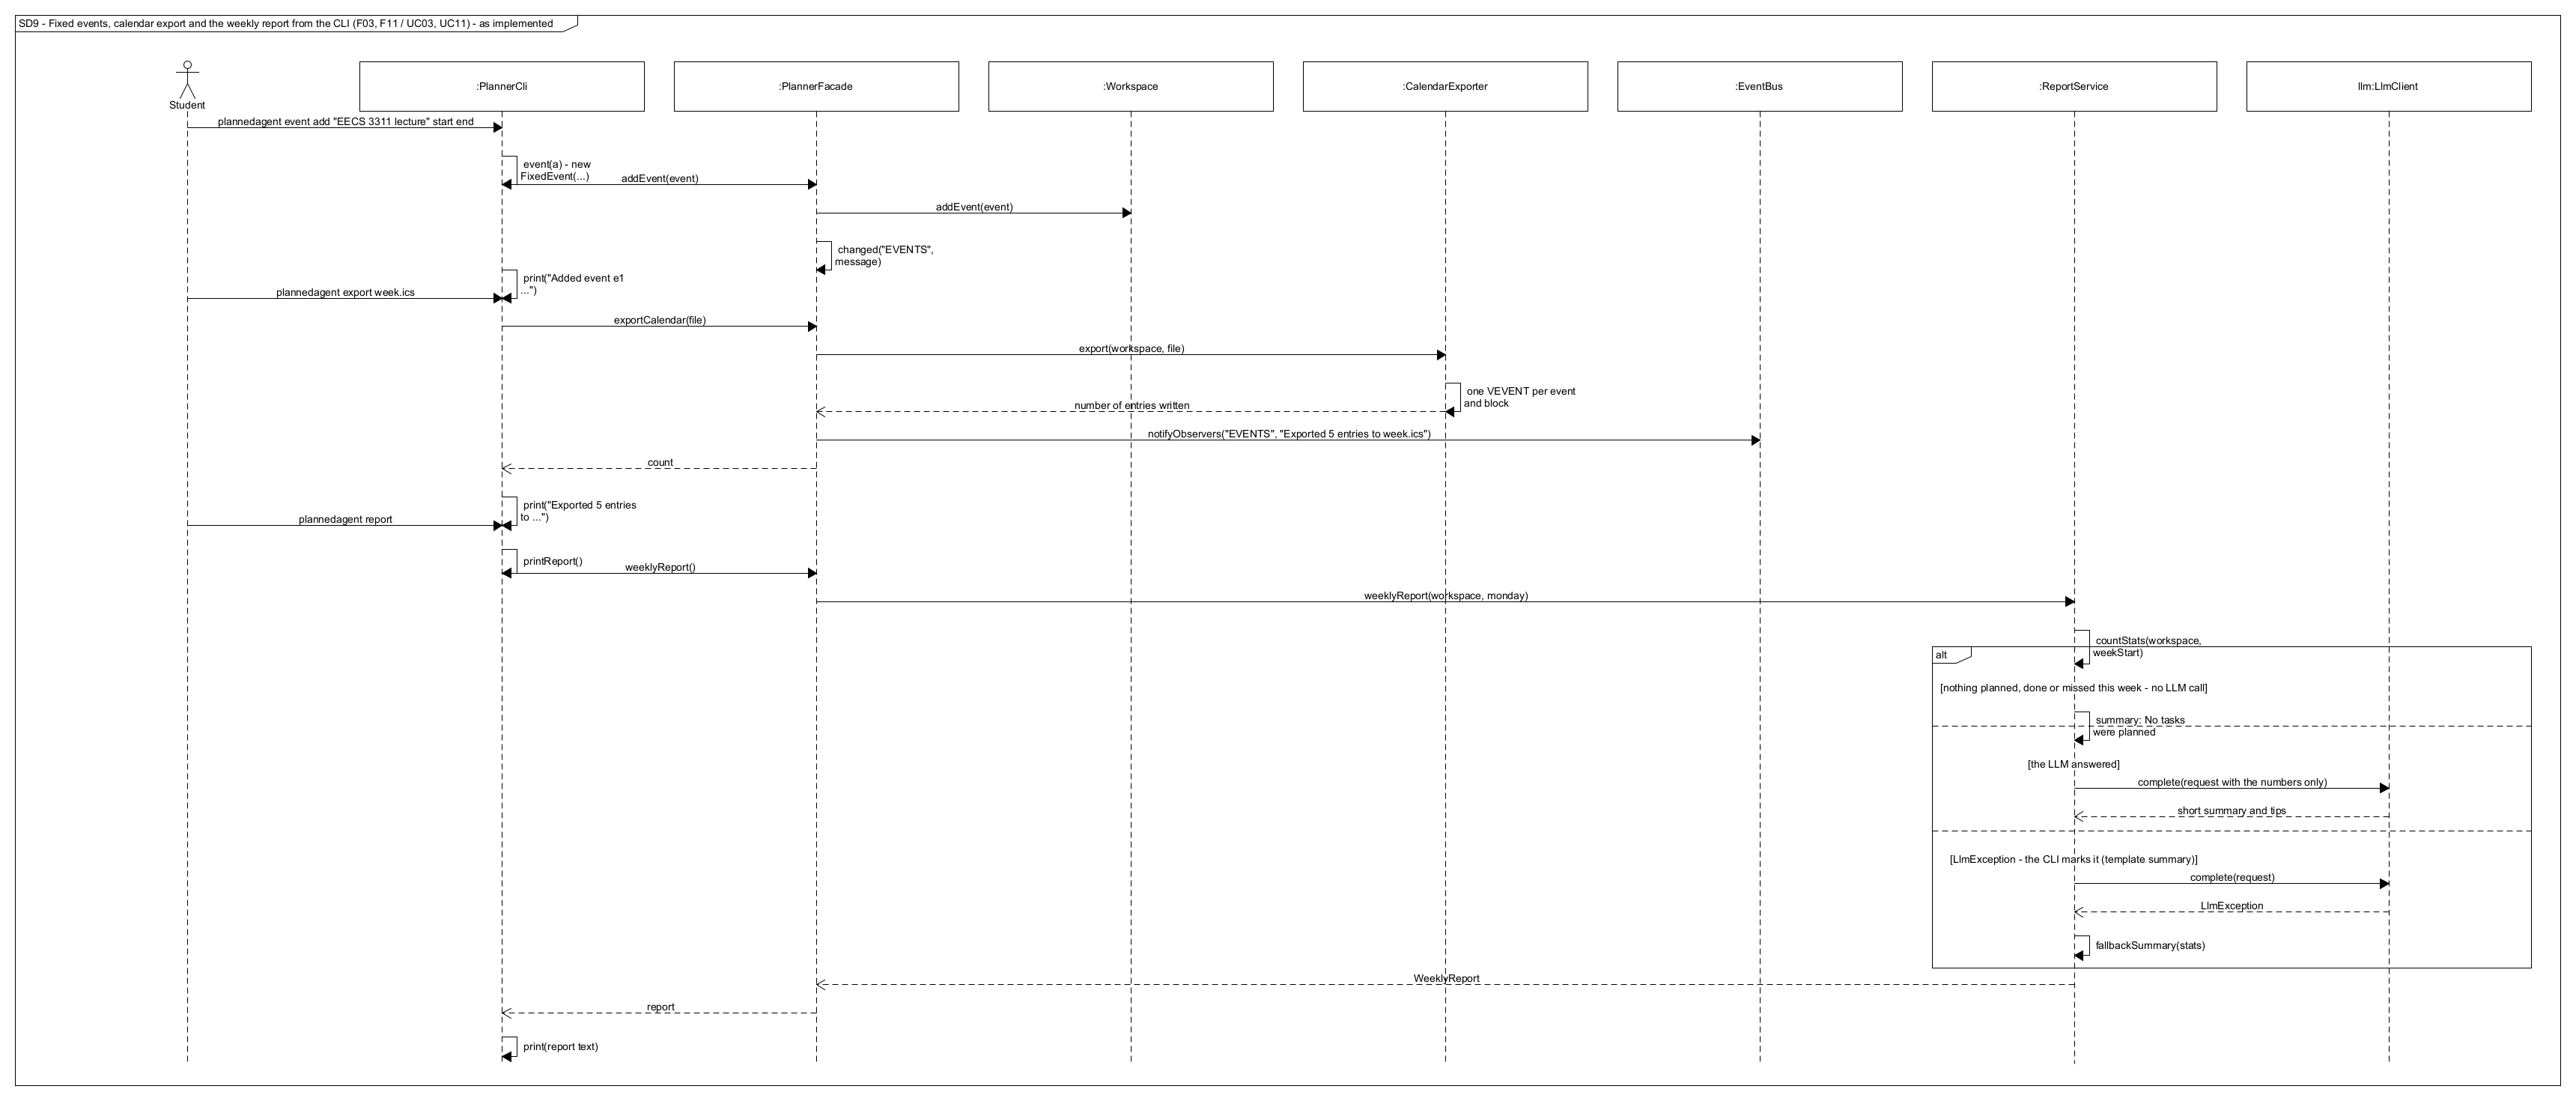 SD9 - Fixed events, calendar export and the weekly report from the CLI (F03, F11 / UC03, UC11) - as implemented
Student
:PlannerCli
:PlannerFacade
:Workspace
:CalendarExporter
:EventBus
:ReportService
llm:LlmClient
plannedagent event add "EECS 3311 lecture" start end
event(a) - new
FixedEvent(...)
addEvent(event)
addEvent(event)
changed("EVENTS",
message)
print("Added event e1
...")
plannedagent export week.ics
exportCalendar(file)
export(workspace, file)
one VEVENT per event
and block
number of entries written
notifyObservers("EVENTS", "Exported 5 entries to week.ics")
count
print("Exported 5 entries
to ...")
plannedagent report
printReport()
weeklyReport()
weeklyReport(workspace, monday)
countStats(workspace,
weekStart)
alt
[nothing planned, done or missed this week - no LLM call]
summary: No tasks
were planned
[the LLM answered]
complete(request with the numbers only)
short summary and tips
[LlmException - the CLI marks it (template summary)]
complete(request)
LlmException
fallbackSummary(stats)
WeeklyReport
report
print(report text)